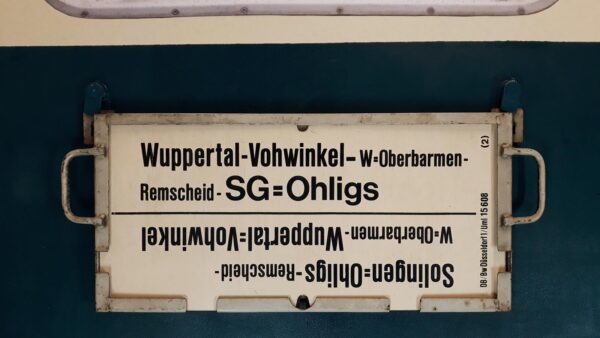 Wuppertal-Vohwinkel- W=Oberbarmen-
Remscheid - SG=Ohligs
Solingen=Ohligs-Remscheid-
W=Oberbarmen-Wuppertal=Vohwinkel
DB/Bw Düsseldorf 1/Uml 15 608 (2)